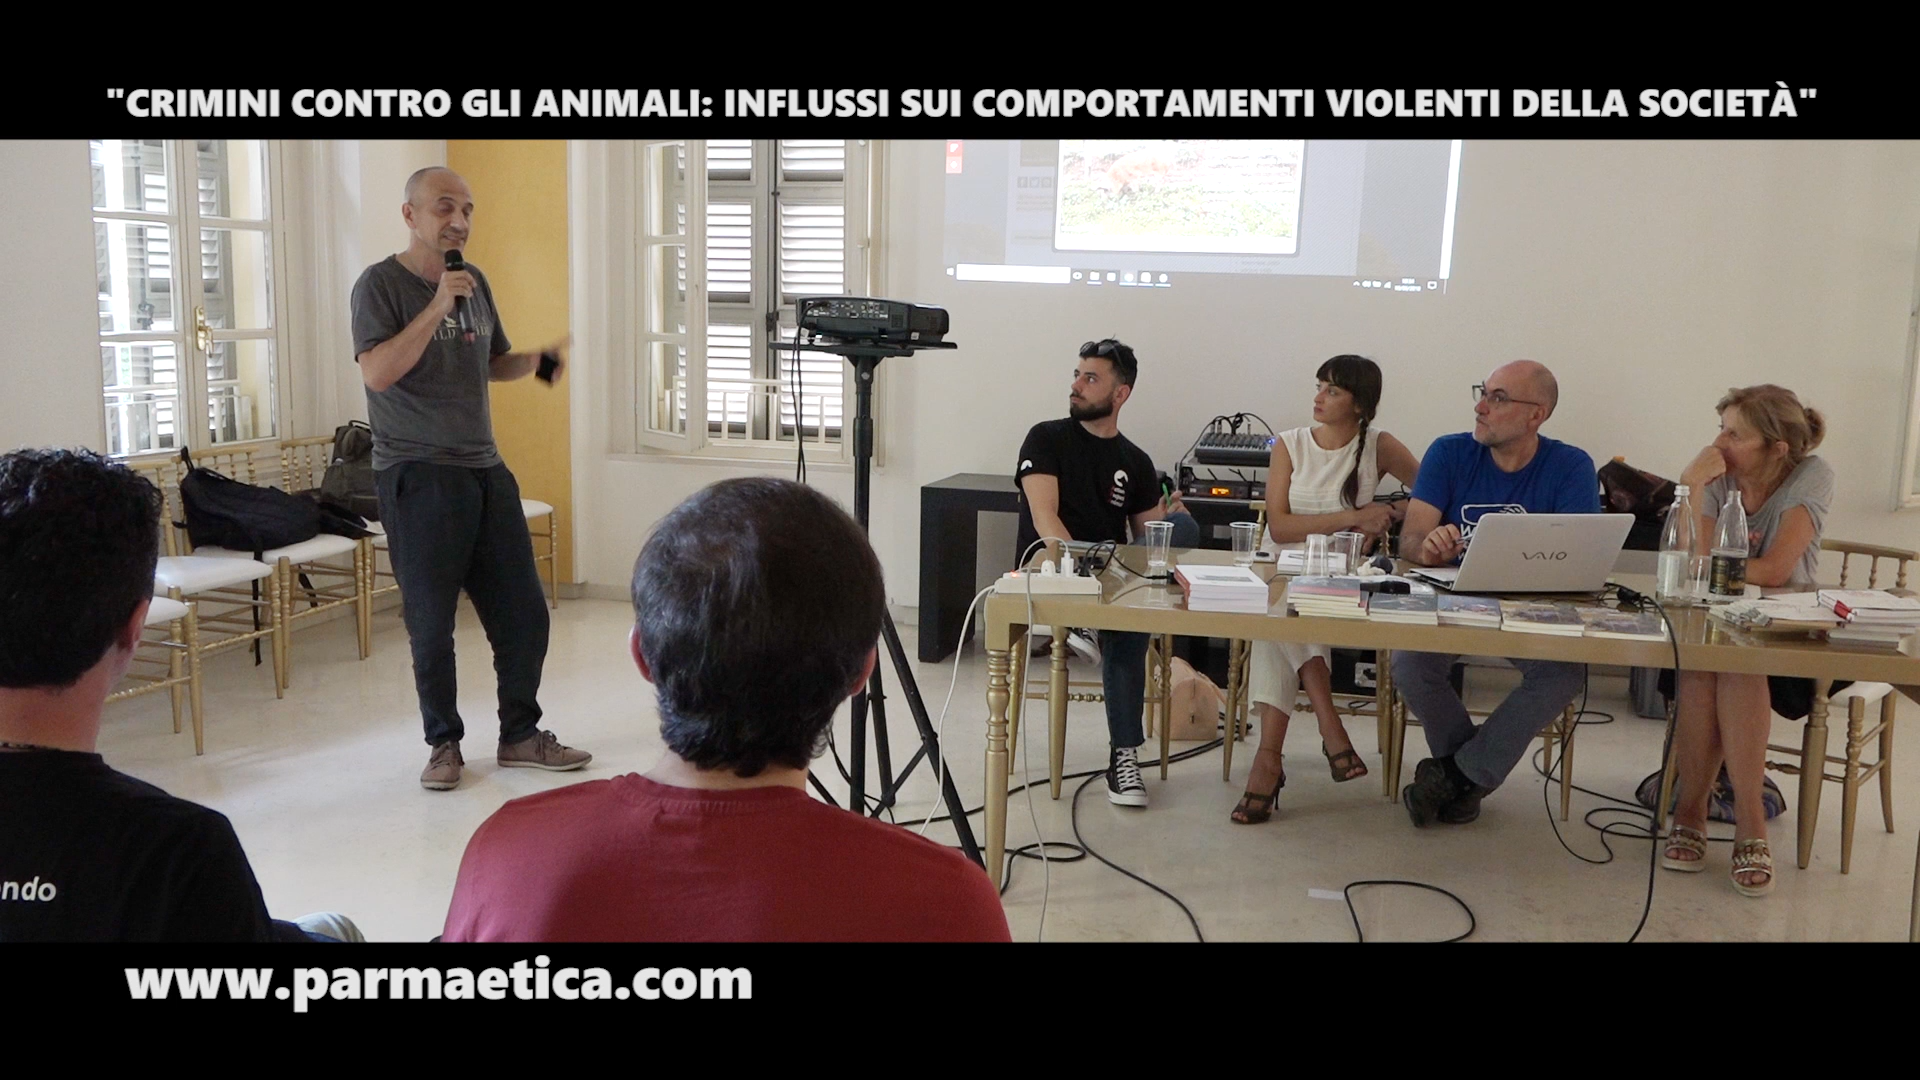 "CRIMINI CONTRO GLI ANIMALI: INFLUSSI SUI COMPORTAMENTI VIOLENTI DELLA SOCIETÀ"
VAIO
ndo
www.parmaetica.com